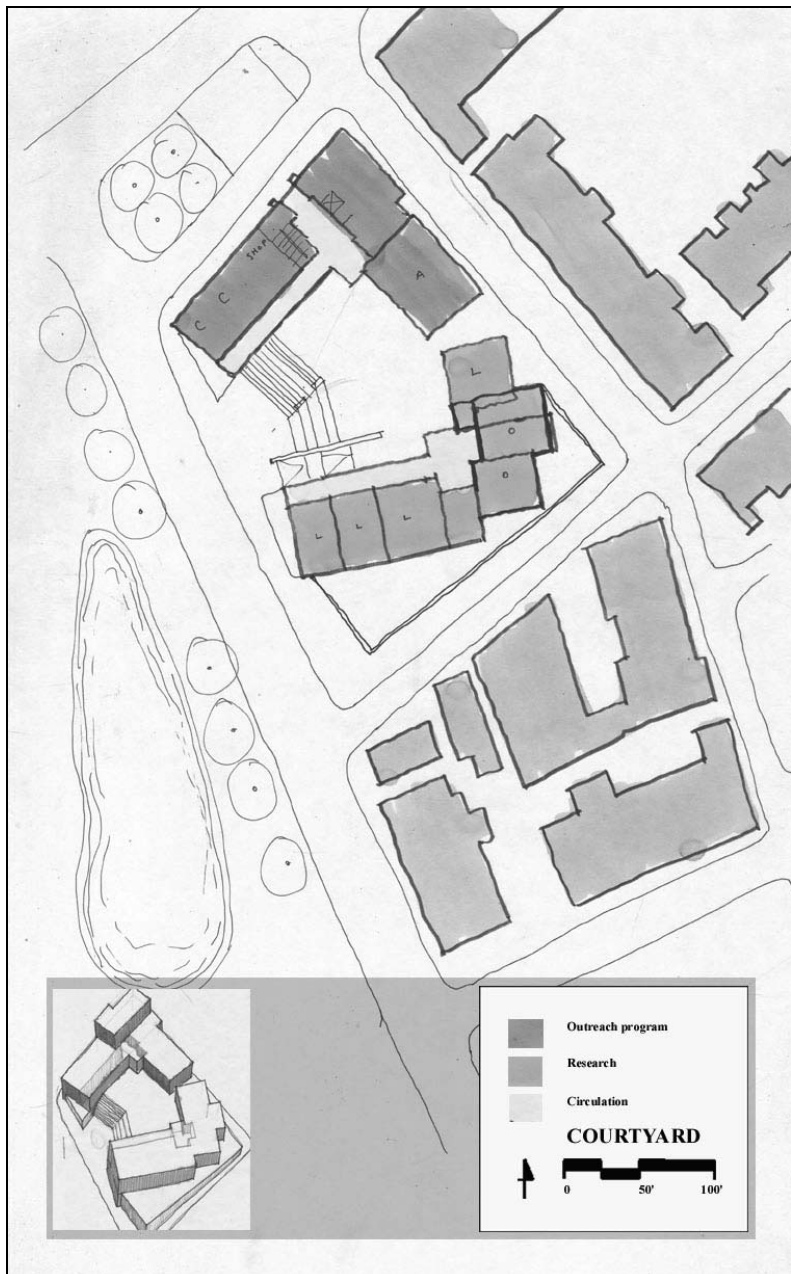 SHOP
C C
A
L
O
O
L L L
Outreach program
Research
Circulation
COURTYARD
0 50' 100'